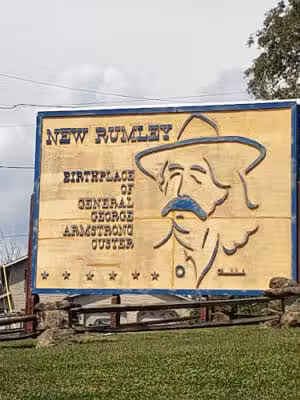 NEW RUMLEY
BIRTHPLACE
OF
GENERAL
GEORGE
ARMSTRONG
CUSTER